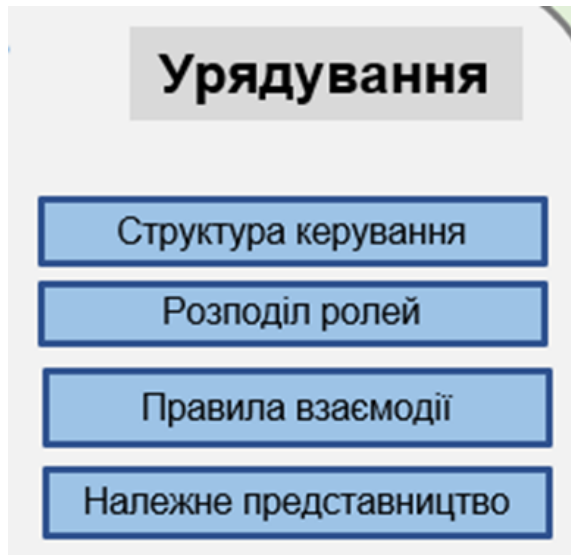 Урядування
Структура керування
Розподіл ролей
Правила взаємодії
Належне представництво